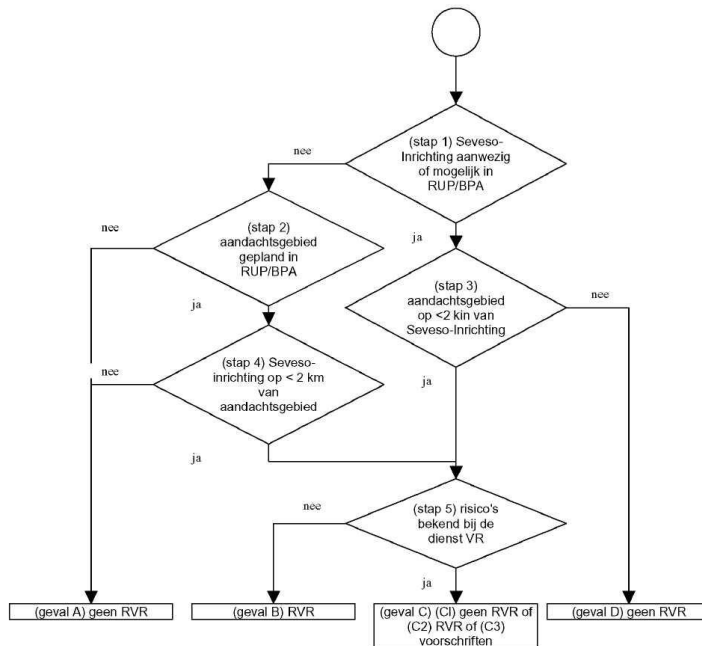 (stap 1) Seveso-
Inrichting aanwezig
of mogelijk in
RUP/BPA
nee
ja
(stap 2)
aandachtsgebied
gepland in
RUP/BPA
nee
ja
(stap 3)
aandachtsgebied
op <2 kin van
Seveso-Inrichting
nee
ja
(stap 4) Seveso-
inrichting op < 2 km
van
aandachtsgebied
nee
ja
(stap 5) risico's
bekend bij de
dienst VR
nee
ja
(geval A) geen RVR
(geval B) RVR
(geval C) (Cl) geen RVR of
(C2) RVR of (C3)
voorschriften
(geval D) geen RVR